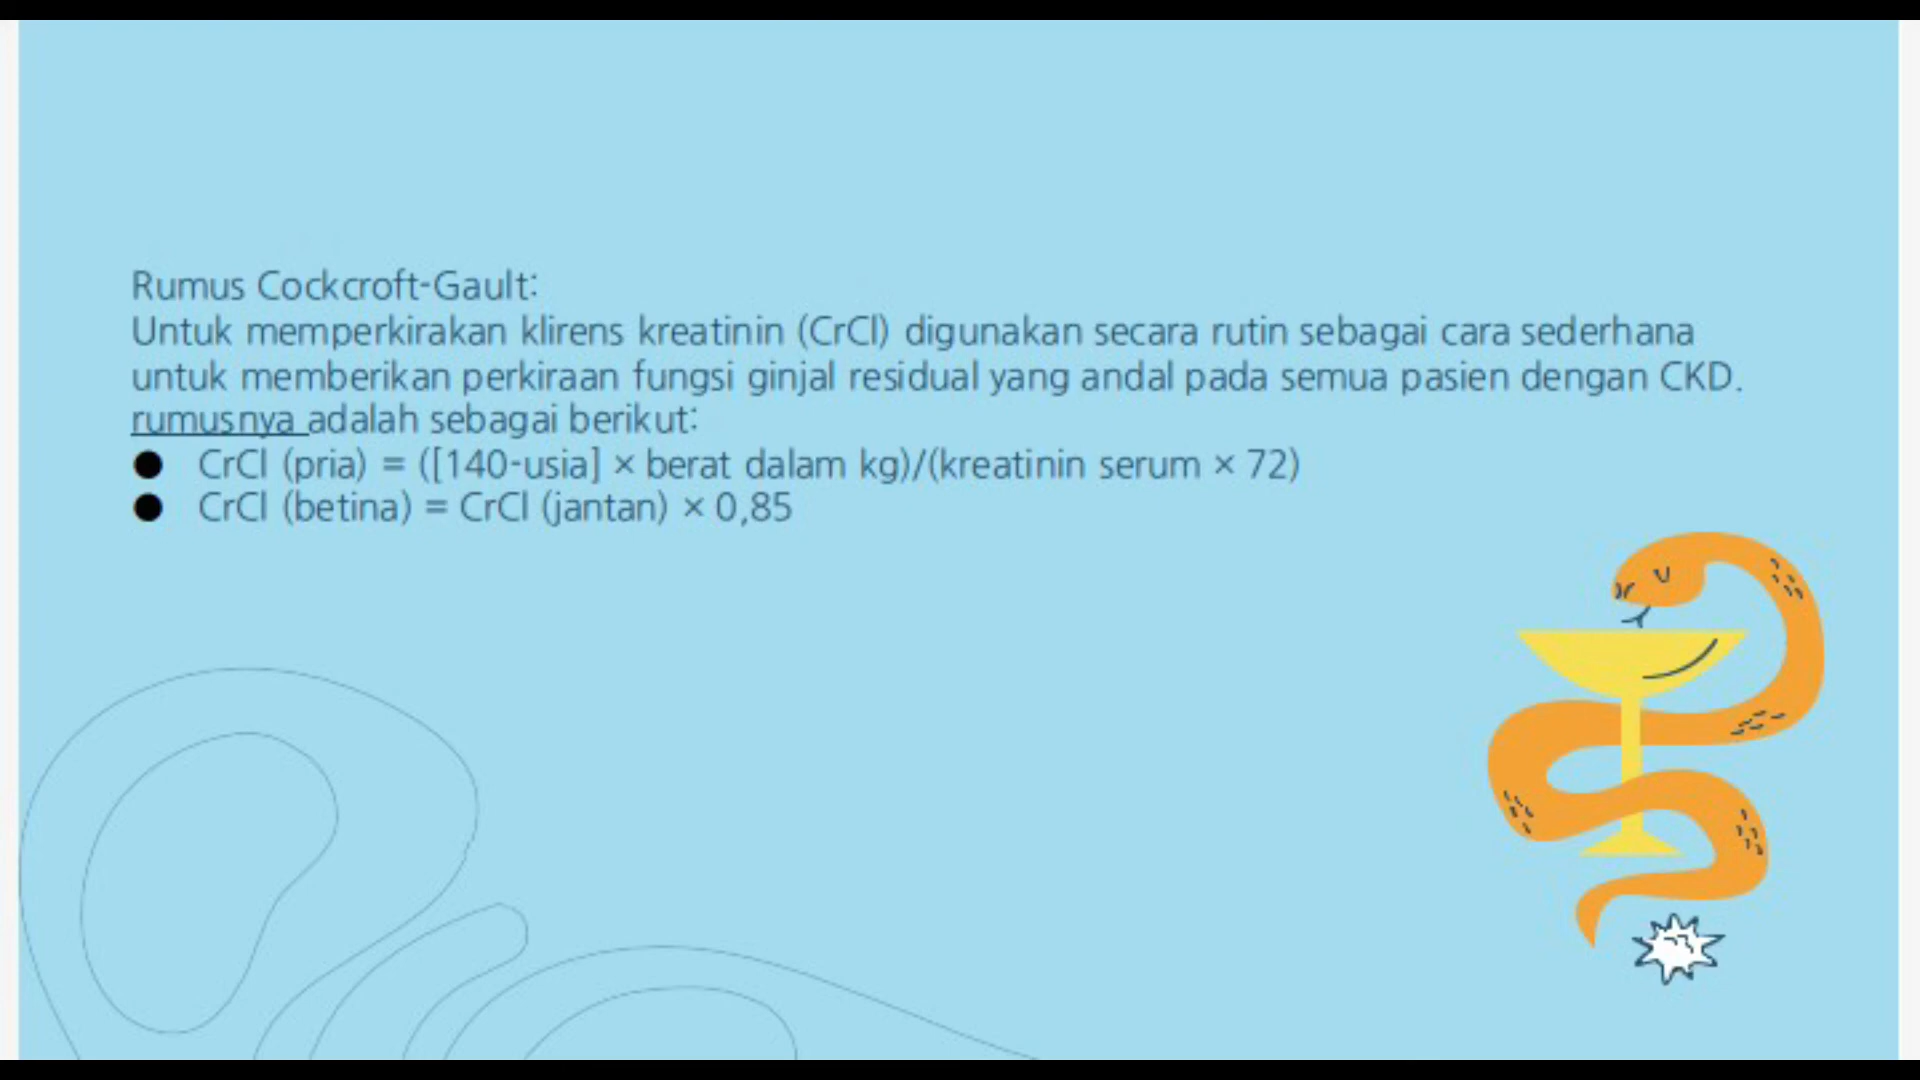 Rumus Cockcroft-Gault:
Untuk memperkirakan klirens kreatinin (CrCl) digunakan secara rutin sebagai cara sederhana
untuk memberikan perkiraan fungsi ginjal residual yang andal pada semua pasien dengan CKD.
rumusnya adalah sebagai berikut:
● CrCl (pria) = ([140-usia] × berat dalam kg)/(kreatinin serum × 72)
● CrCl (betina) = CrCl (jantan) × 0,85